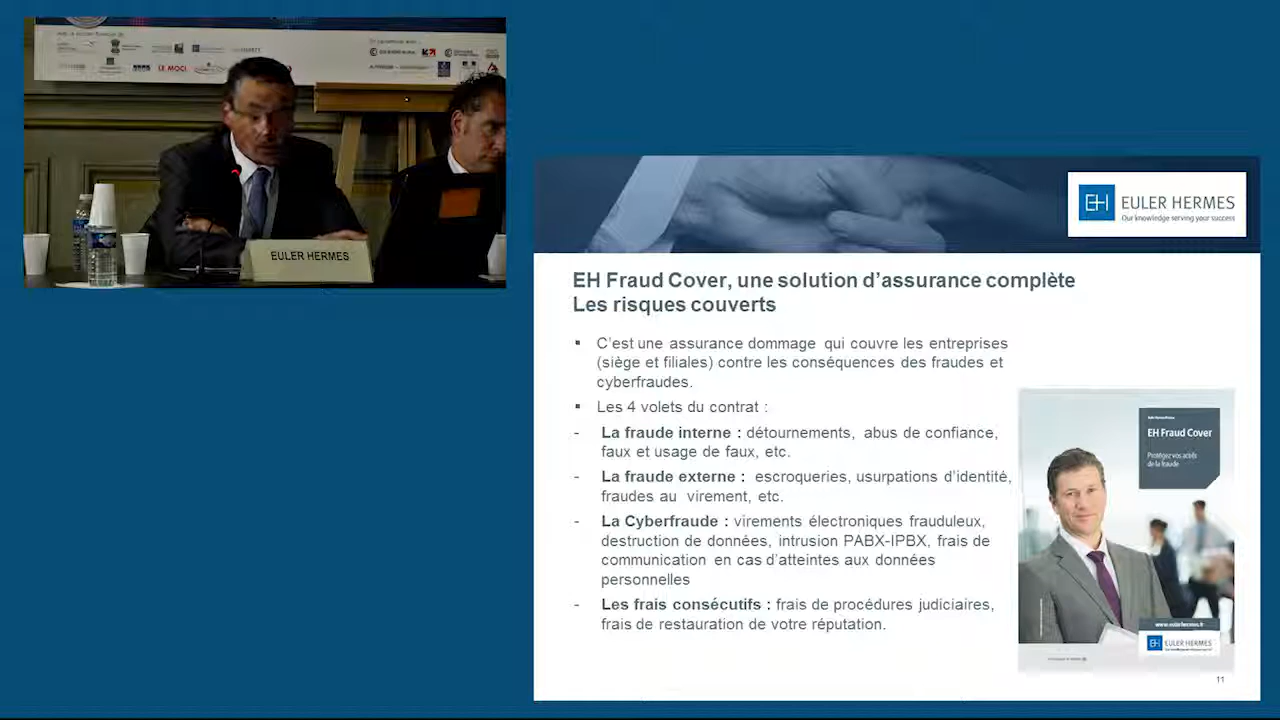 LE MOCI
EULER HERMES
EH EULER HERMES
Our knowledge serving your success
EH Fraud Cover, une solution d’assurance complète
Les risques couverts
▪ C’est une assurance dommage qui couvre les entreprises
(siège et filiales) contre les conséquences des fraudes et
cyberfraudes.
▪ Les 4 volets du contrat :
- La fraude interne : détournements, abus de confiance,
faux et usage de faux, etc.
- La fraude externe : escroqueries, usurpations d’identité,
fraudes au virement, etc.
- La Cyberfraude : virements électroniques frauduleux,
destruction de données, intrusion PABX-IPBX, frais de
communication en cas d’atteintes aux données
personnelles
- Les frais consécutifs : frais de procédures judiciaires,
frais de restauration de votre réputation.
EH Fraud Cover
Protégez vos actifs
de la fraude
www.eulerhermes.fr
EH EULER HERMES
11